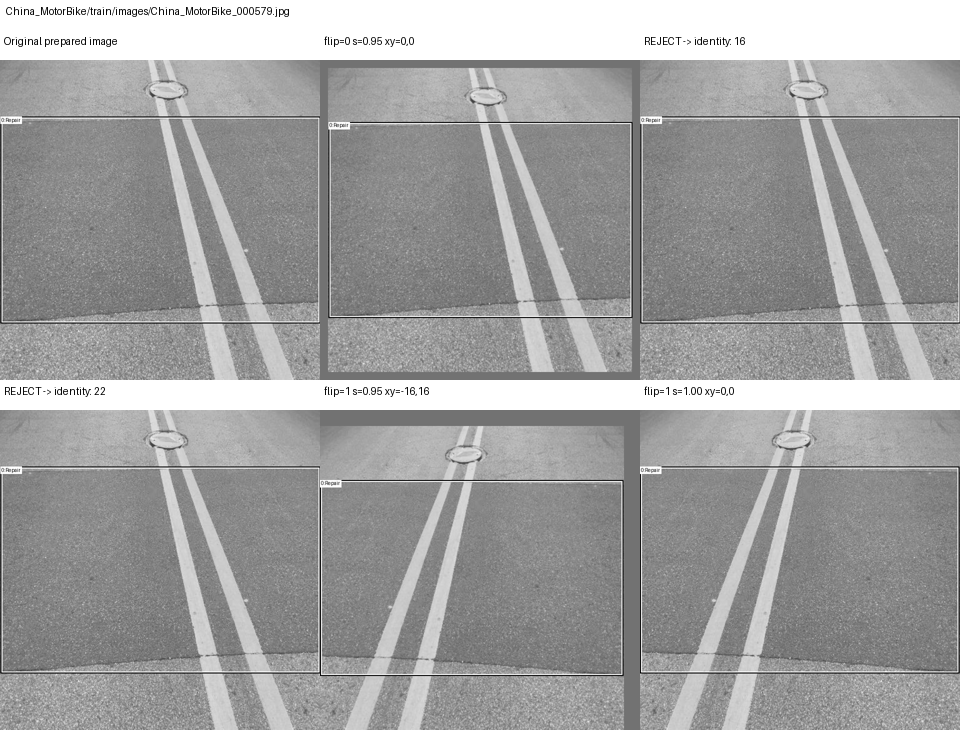 China_MotorBike/train/images/China_MotorBike_000579.jpg
Original prepared image
flip=0 s=0.95 xy=0,0
REJECT -> identity: 16
0:Repair
0:Repair
0:Repair
REJECT -> identity: 22
flip=1 s=0.95 xy=-16,16
flip=1 s=1.00 xy=0,0
0:Repair
0:Repair
0:Repair